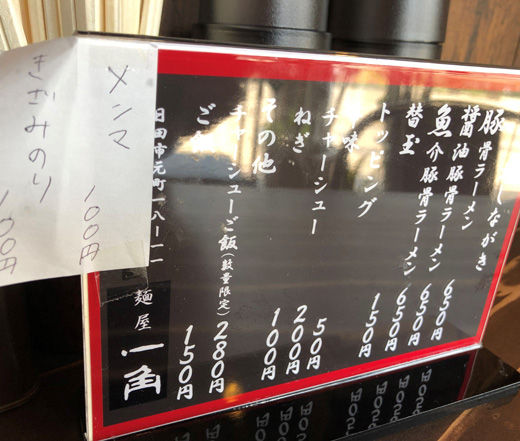 しながき
豚骨ラーメン 650円
醤油豚骨ラーメン 650円
魚介豚骨ラーメン 650円
替玉 150円
トッピング
味 50円
チャーシュー 200円
ねぎ 100円
その他
チャーシューご飯(数量限定) 280円
ご飯 150円
日田市元町一八ー一一
麺屋 一角
メンマ 100円
きざみのり 100円